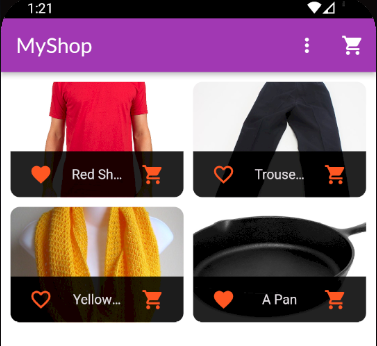 1:21
MyShop
Red Sh...
Trouse...
Yellow...
A Pan